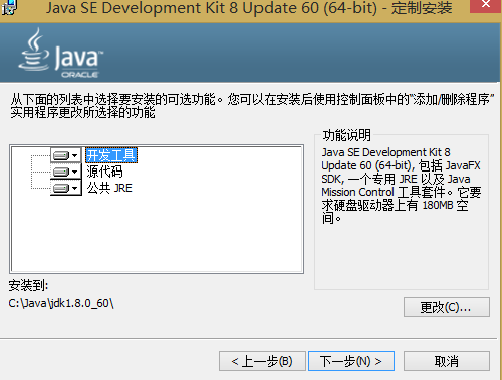 Java SE Development Kit 8 Update 60 (64-bit) - 定制安装
Java
ORACLE
从下面的列表中选择要安装的可选功能。您可以在安装后使用控制面板中的“添加/删除程序”
实用程序更改所选择的功能
开发工具
源代码
公共 JRE
功能说明
Java SE Development Kit 8
Update 60 (64-bit), 包括 JavaFX
SDK, 一个专用 JRE 以及 Java
Mission Control 工具套件。它要
求硬盘驱动器上有 180MB 空
间。
安装到:
C:\Java\jdk1.8.0_60\
更改(C)...
< 上一步(B)
下一步(N) >
取消